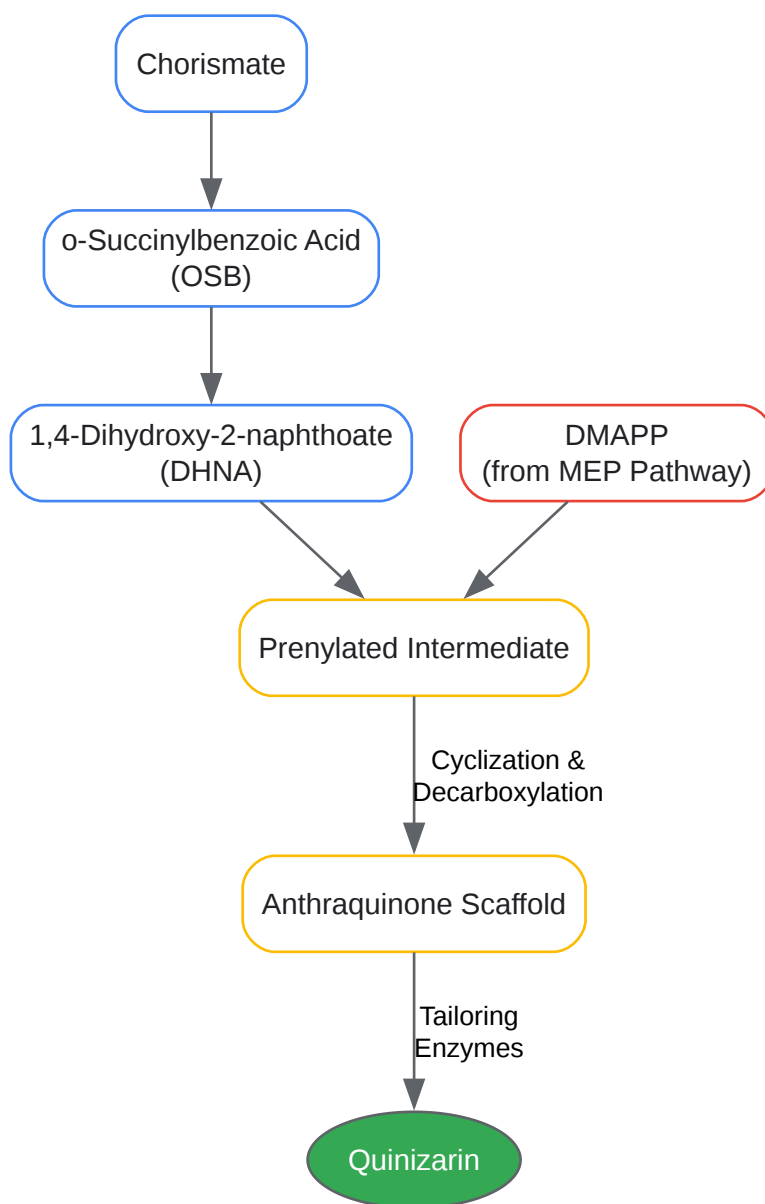 Chorismate
o-Succinylbenzoic Acid
(OSB)
1,4-Dihydroxy-2-naphthoate
(DHNA)
DMAPP
(from MEP Pathway)
Prenylated Intermediate
Cyclization &
Decarboxylation
Anthraquinone Scaffold
Tailoring
Enzymes
Quinizarin